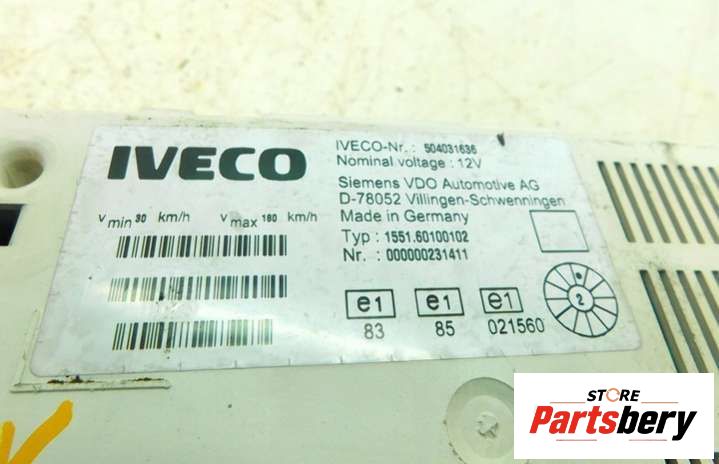 IVECO
IVECO-Nr. : 504031636
Nominal voltage : 12V
Siemens VDO Automotive AG
D-78052 Villingen-Schwenningen
Made in Germany
Typ : 1551.60100102
Nr. : 000000231411
v min 30 km/h v max 180 km/h
e1 e1 e1
83 85 021560
2
STORE
Partsbery